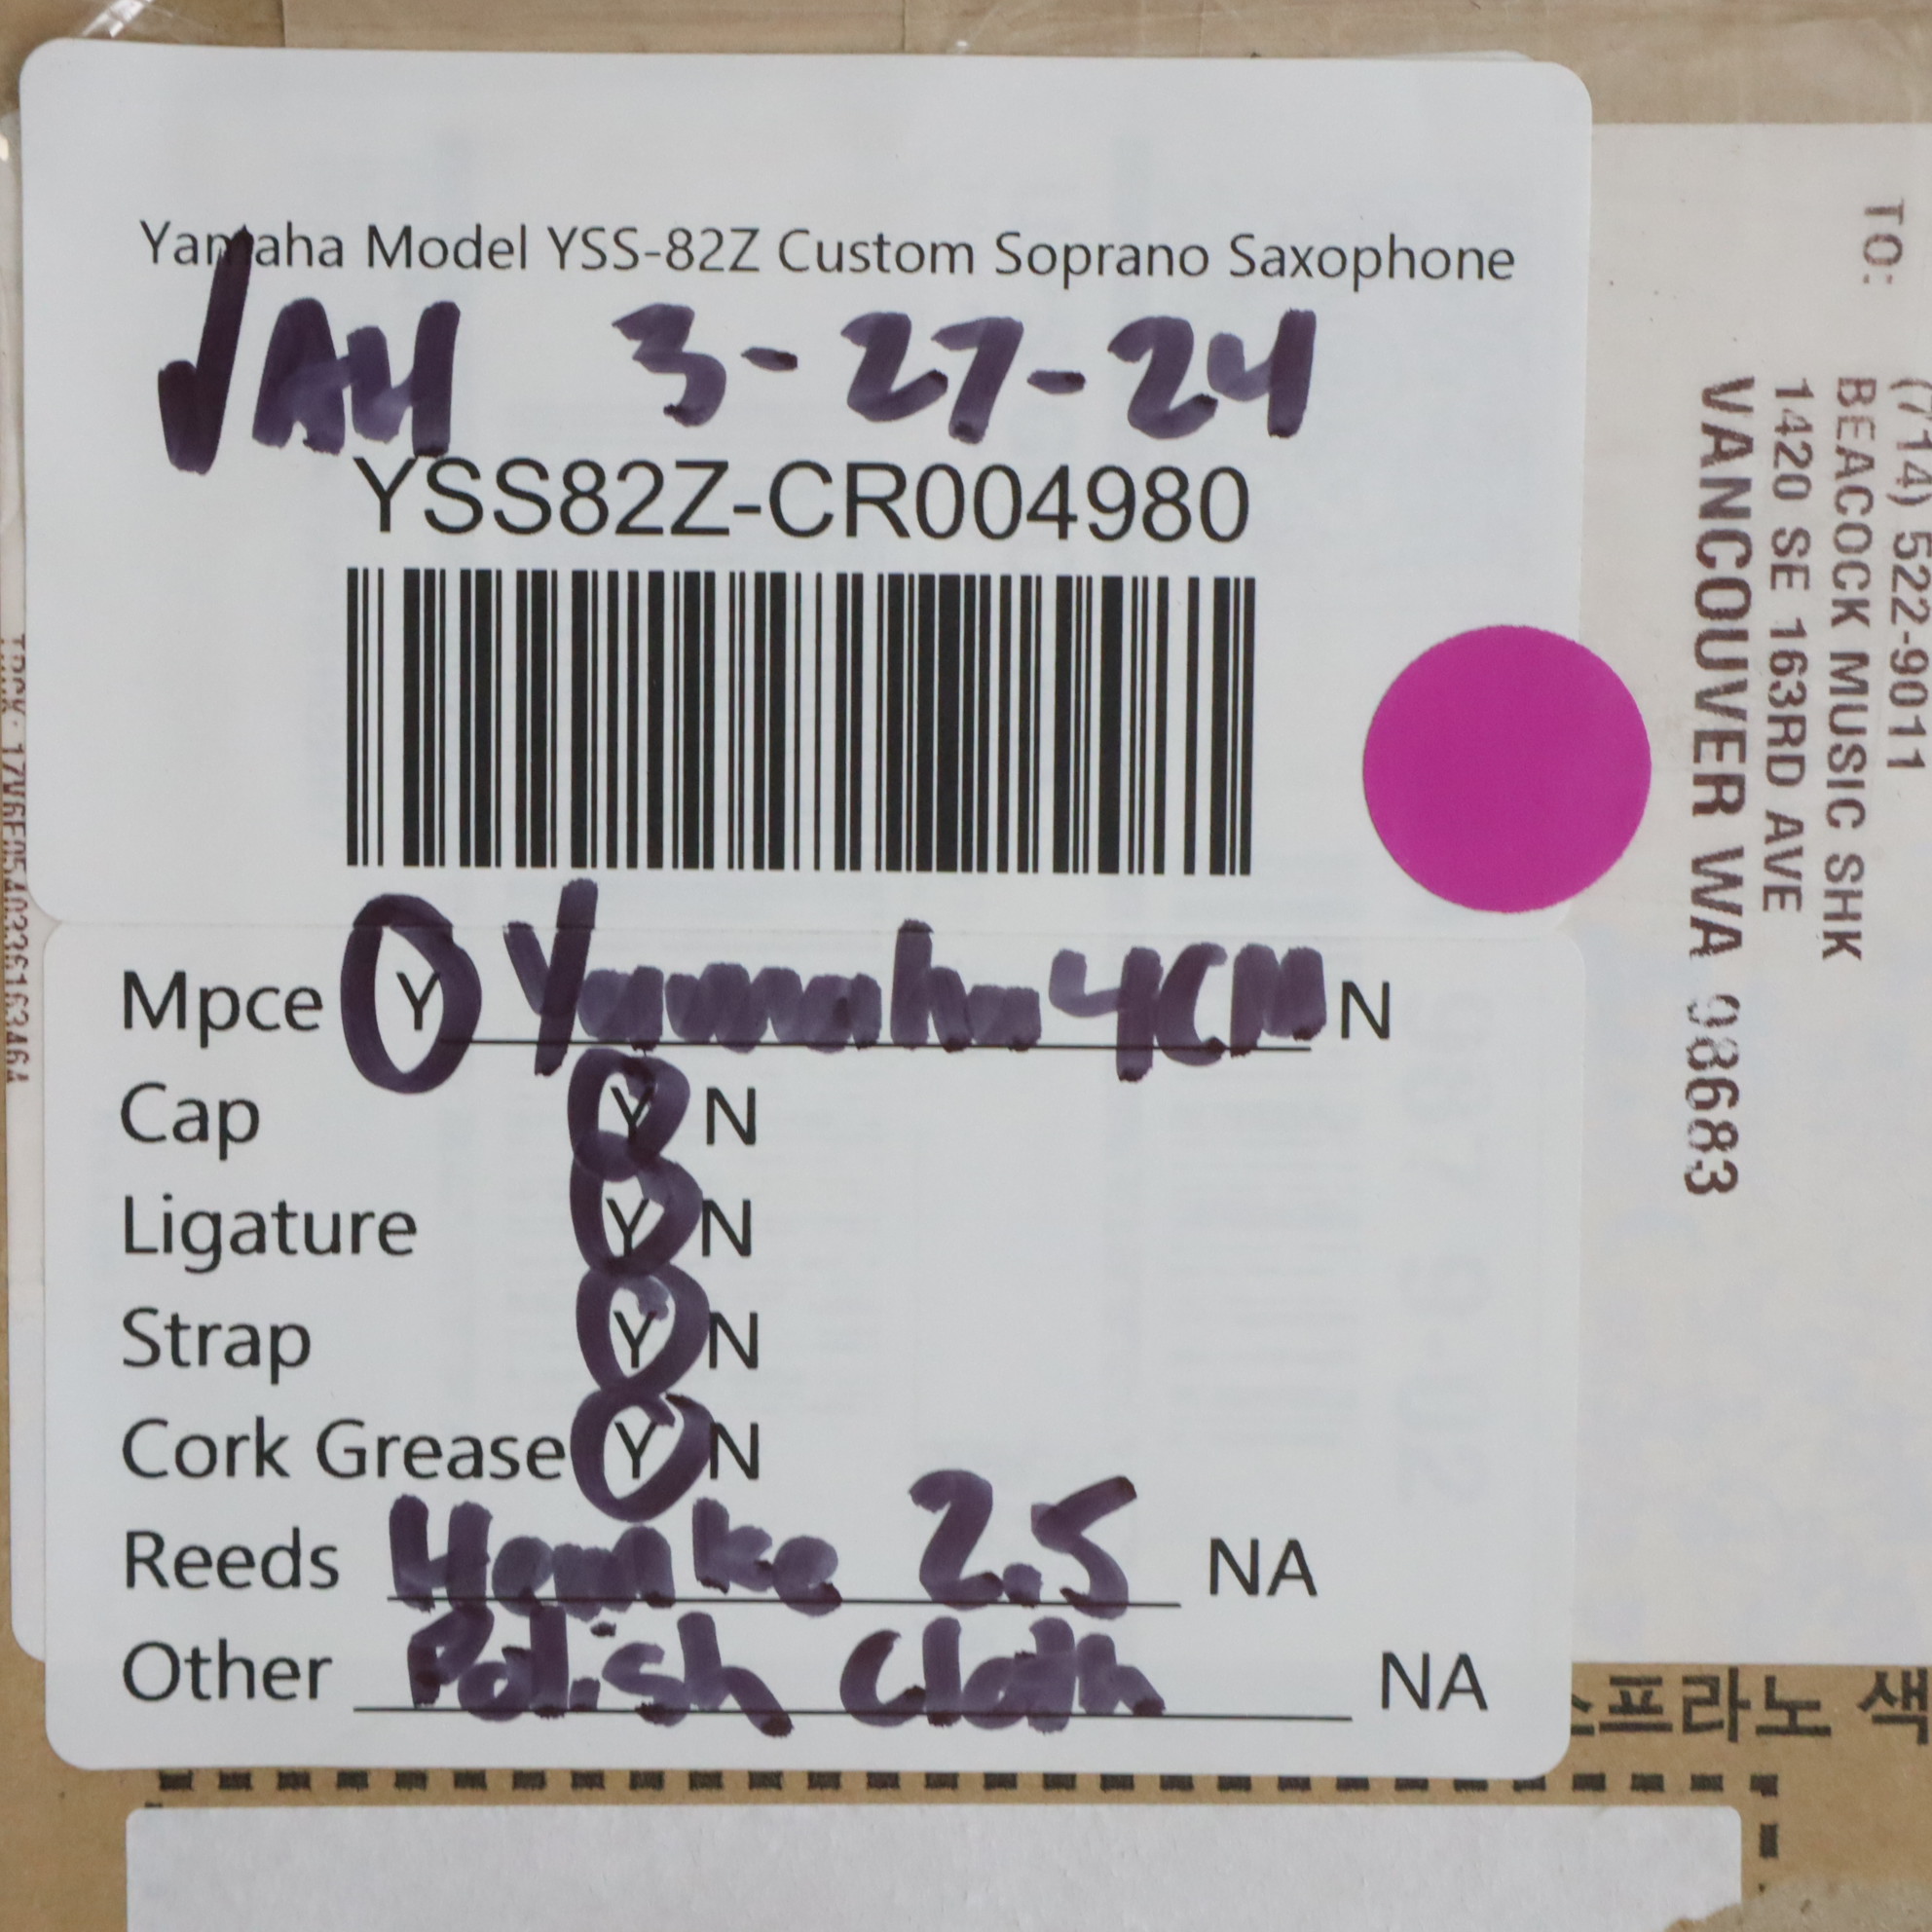 Yamaha Model YSS-82Z Custom Soprano Saxophone
√AH 3-27-24
YSS82Z-CR004980
Mpce Y Yamaha 4CM N
Cap Y N
Ligature Y N
Strap Y N
Cork Grease Y N
Reeds Hemke 2.5 NA
Other Polish Cloth NA
TO:
(714) 522-9011
BEACOCK MUSIC SHK
1420 SE 163RD AVE
VANCOUVER WA 98683
소프라노 색